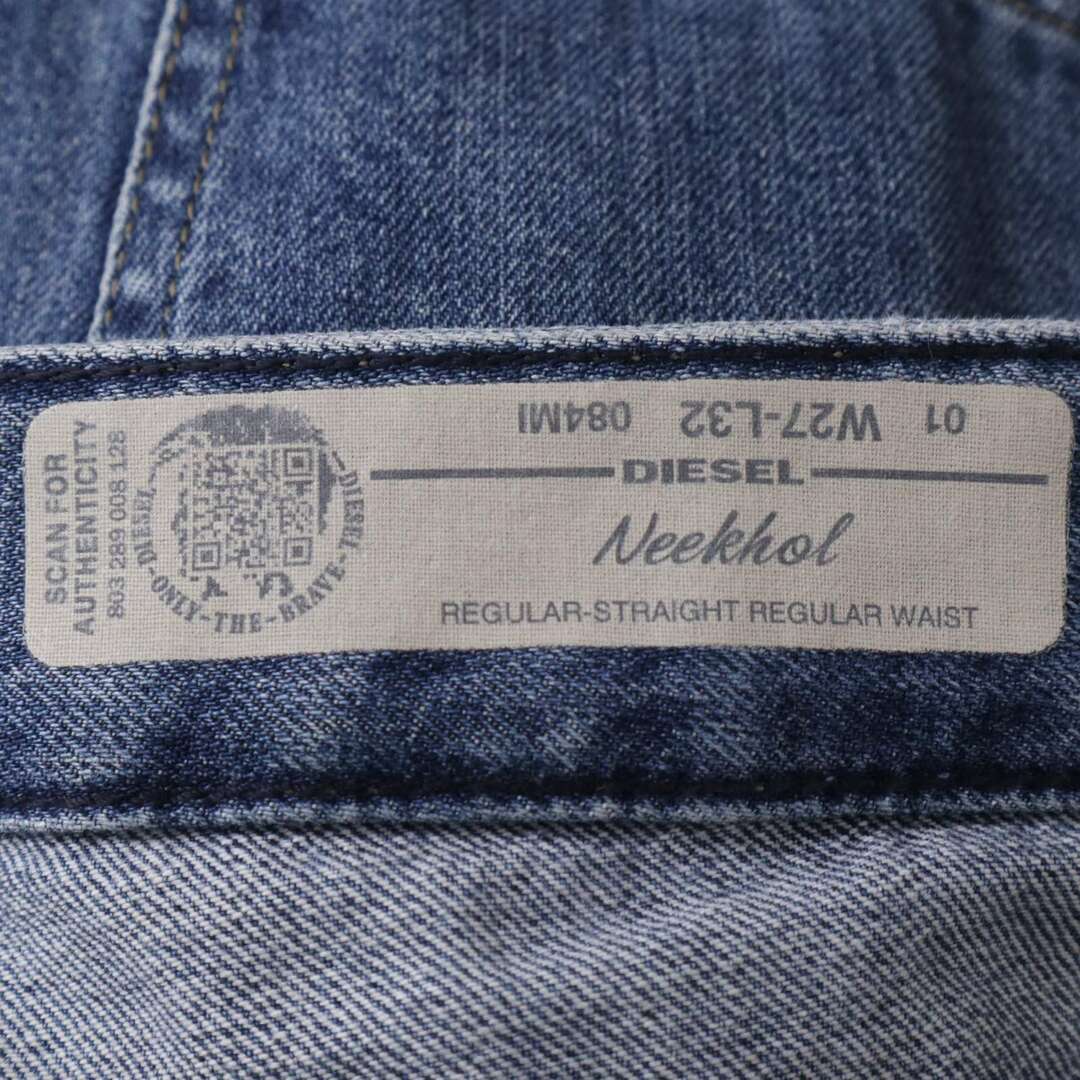 01 W27-L32 084MI
DIESEL
Neekhol
REGULAR-STRAIGHT REGULAR WAIST
SCAN FOR
AUTHENTICITY
803 289 008 128
DIESEL-ONLY-THE-BRAVE-DIESEL